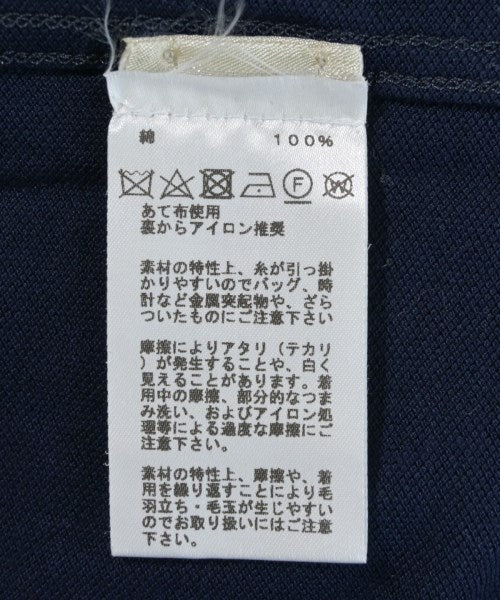 綿 100%
F W
あて布使用
裏からアイロン推奨
素材の特性上、糸が引っ掛
かりやすいのでバッグ、時
計など金属突起物や、ざら
ついたものにご注意下さい
摩擦によりアタリ(テカリ
)が発生することや、白く
見えることがあります。着
用中の摩擦、部分的なつま
み洗い、およびアイロン処
理等による過度な摩擦にご
注意下さい。
素材の特性上、摩擦や、着
用を繰り返すことにより毛
羽立ち・毛玉が生じやすい
のでお取り扱いにはご注意
下さい。